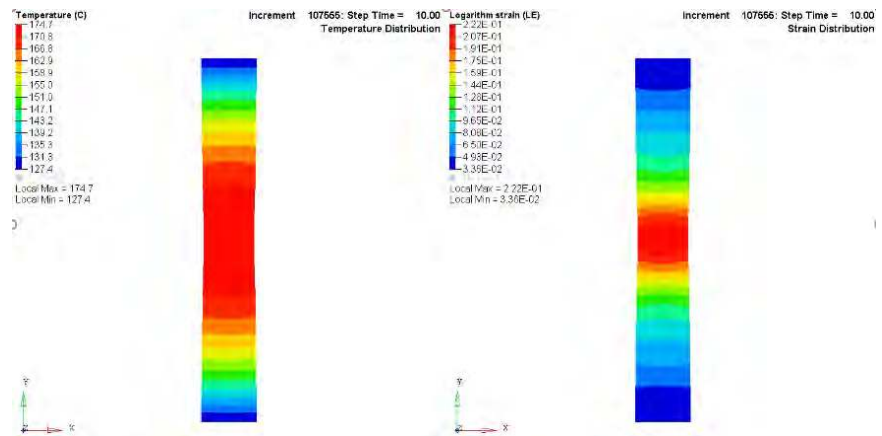 Temperature (C)
174.7
170.8
166.8
162.9
158.9
155.0
151.0
147.1
143.2
139.2
135.3
131.3
127.4
Local Max = 174.7
Local Min = 127.4
Increment 107565: Step Time = 10.00
Temperature Distribution
Y
Z X
Logarithm strain (LE)
2.22E-01
2.07E-01
1.91E-01
1.75E-01
1.59E-01
1.44E-01
1.28E-01
1.12E-01
9.65E-02
8.08E-02
6.50E-02
4.93E-02
3.36E-02
Local Max = 2.22E-01
Local Min = 3.36E-02
Increment 107565: Step Time = 10.00
Strain Distribution
Y
Z X